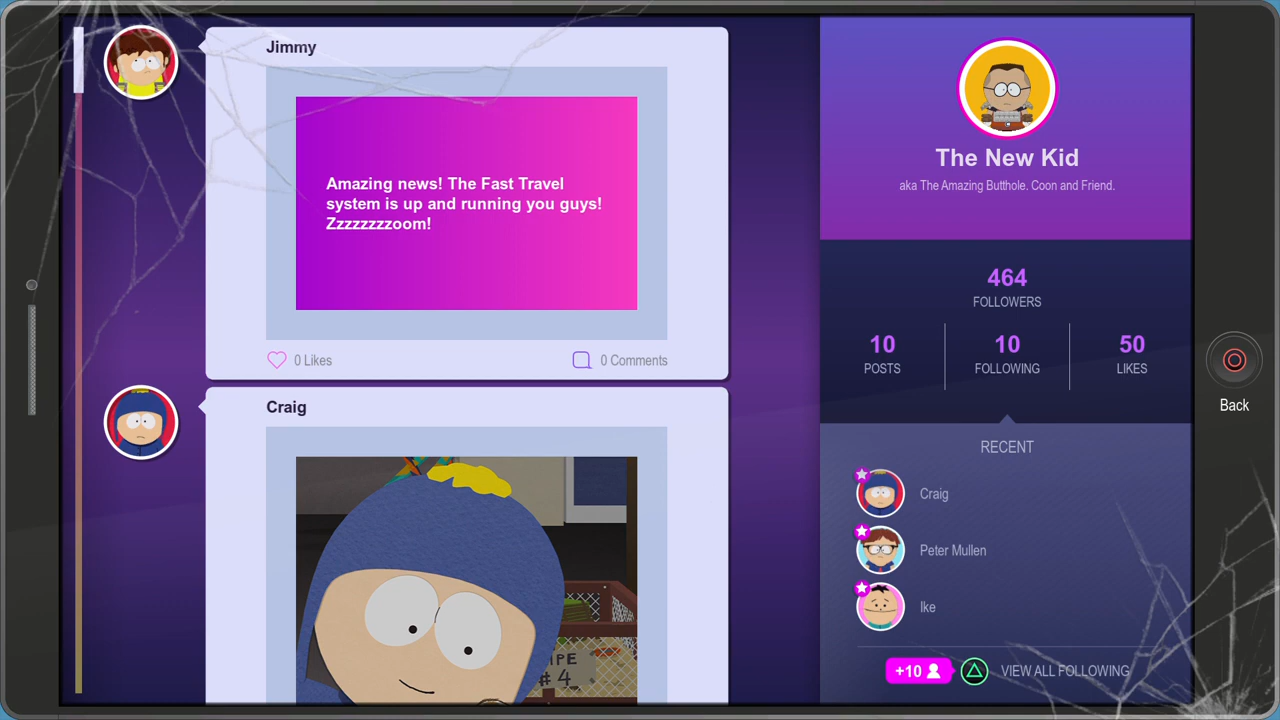 Jimmy
Amazing news! The Fast Travel
system is up and running you guys!
Zzzzzzzzoom!
0 Likes
0 Comments
Craig
IPE
#4
The New Kid
aka The Amazing Butthole. Coon and Friend.
464
FOLLOWERS
10
POSTS
10
FOLLOWING
50
LIKES
RECENT
Craig
Peter Mullen
Ike
+10
VIEW ALL FOLLOWING
Back